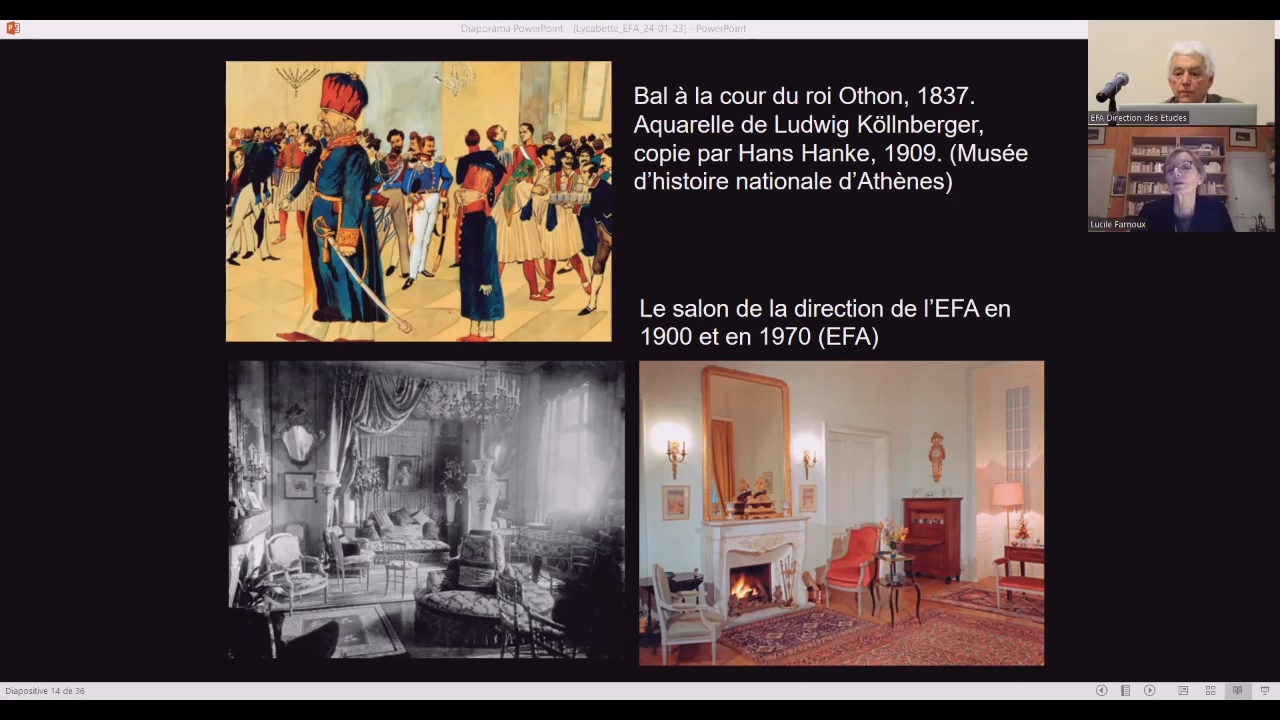 Diaporama PowerPoint - [Lycabette_EFA_24-01-23] - PowerPoint
Bal à la cour du roi Othon, 1837.
Aquarelle de Ludwig Köllnberger,
copie par Hans Hanke, 1909. (Musée
d’histoire nationale d’Athènes)
EFA Direction des Etudes
Lucile Farnoux
Le salon de la direction de l’EFA en
1900 et en 1970 (EFA)
Diapositive 14 de 36